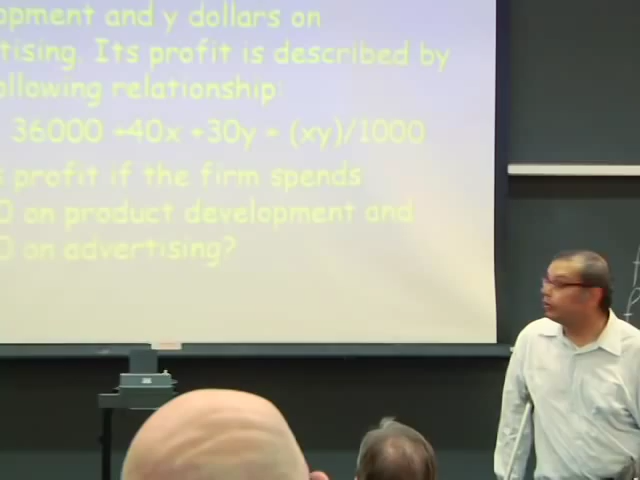 opment and y dollars on
tising. Its profit is described by
ollowing relationship:
36000 +40x +30y + (xy)/1000
s profit if the firm spends
0 on product development and
0 on advertising?